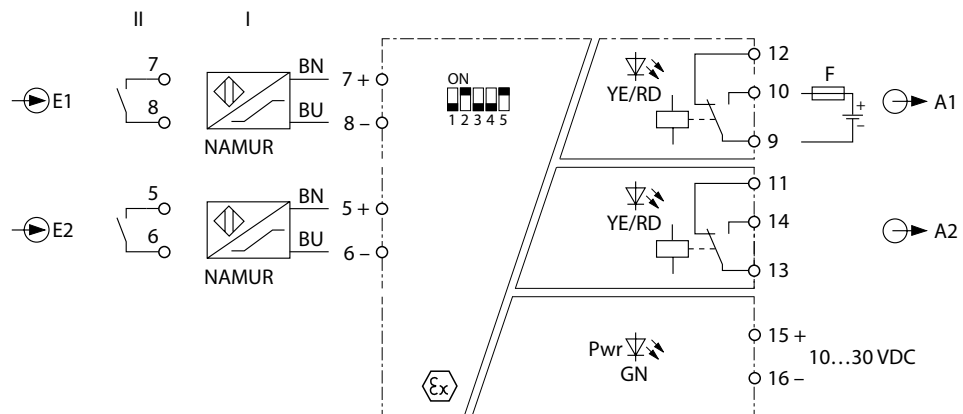 II I
E1
7
8
NAMUR
BN
BU
7 +
8 –
ON
1 2 3 4 5
YE/RD
12
10
9
F
+
–
A1
E2
5
6
NAMUR
BN
BU
5 +
6 –
YE/RD
11
14
13
A2
Ex
Pwr
GN
15 +
16 –
10…30 VDC